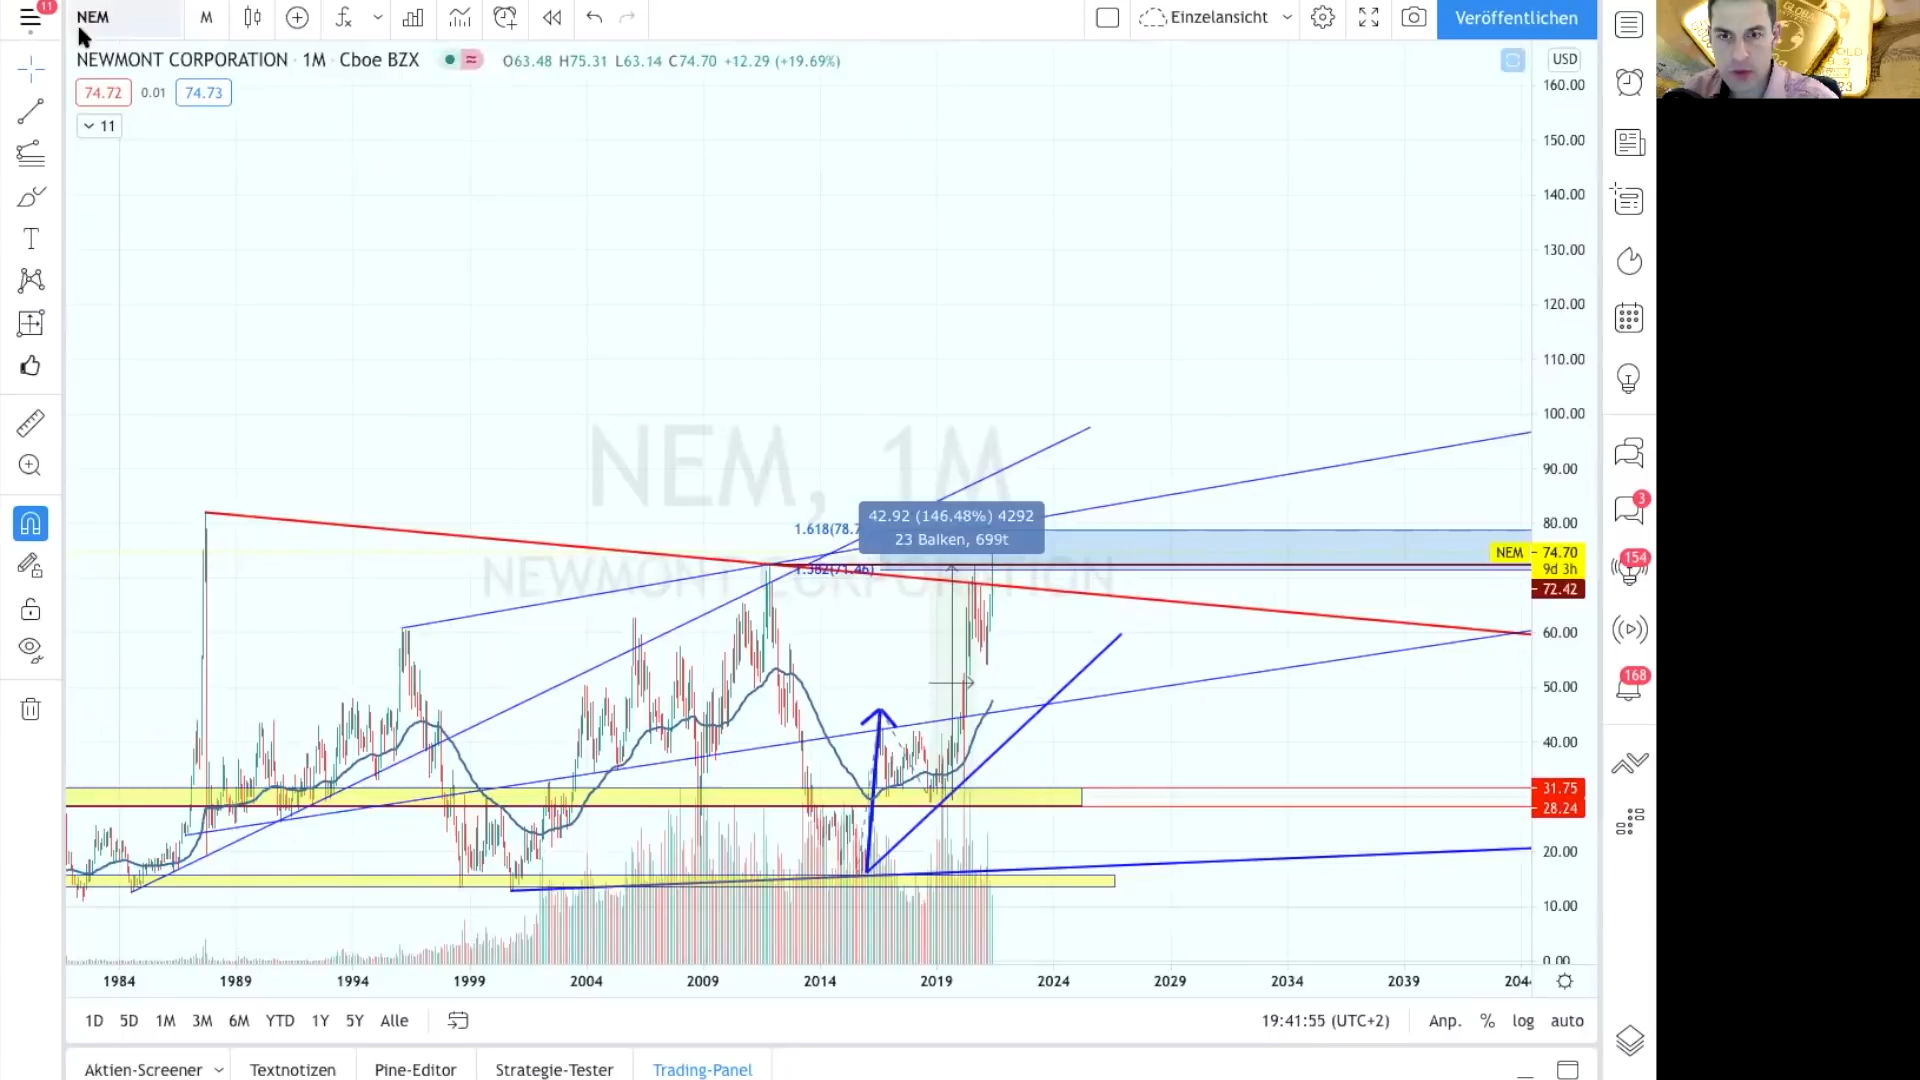 11
NEM
M
Einzelansicht
Veröffentlichen
NEWMONT CORPORATION · 1M · Cboe BZX
O63.48 H75.31 L63.14 C74.70 +12.29 (+19.69%)
USD
74.72
0.01
74.73
11
160.00
150.00
140.00
130.00
120.00
110.00
100.00
90.00
80.00
NEM
74.70
9d 3h
72.42
60.00
50.00
40.00
31.75
28.24
20.00
10.00
0.00
NEM, 1M
NEWMONT CORPORATION
42.92 (146.48%) 4292
23 Balken, 699t
1.618(78.7
1.382(71.46)
3
154
168
1984
1989
1994
1999
2004
2009
2014
2019
2024
2029
2034
2039
204
1D 5D 1M 3M 6M YTD 1Y 5Y Alle
19:41:55 (UTC+2)
Anp. % log auto
Aktien-Screener
Textnotizen
Pine-Editor
Strategie-Tester
Trading-Panel